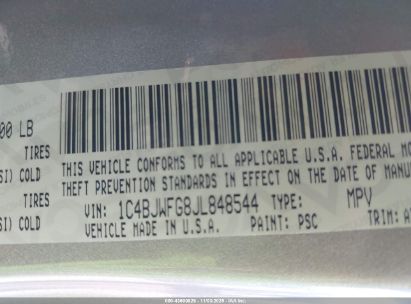 00 LB
TIRES
THIS VEHICLE CONFORMS TO ALL APPLICABLE U.S.A. FEDERAL MO
SI) COLD
THEFT PREVENTION STANDARDS IN EFFECT ON THE DATE O
TIRES
VIN: 1C4BJWFG8JL848544 TYPE: MPV
SI) COLD
VEHICLE MADE IN U.S.A. PAINT: PSC TRIM: A